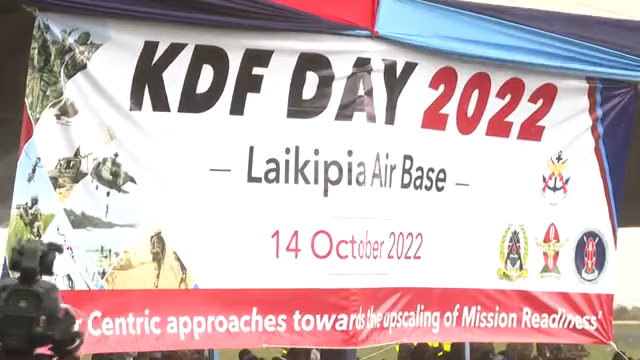 KDF DAY 2022
– Laikipia Air Base –
14 October 2022
Centric approaches towards the upscaling of Mission Readiness'